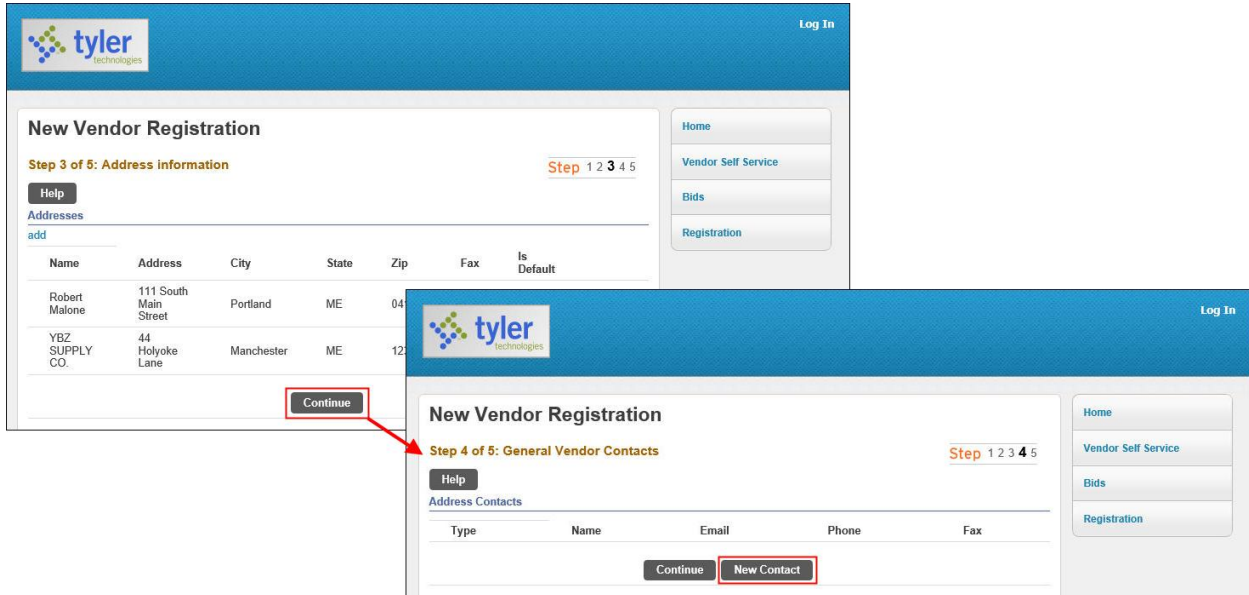 tyler
technologies
Log In
New Vendor Registration
Step 3 of 5: Address information
Step 1 2 3 4 5
Help
Addresses
add
Name Address City State Zip Fax Is Default
Robert Malone 111 South Main Street Portland ME
YBZ SUPPLY CO. 44 Holyoke Lane Manchester ME
Continue
Home
Vendor Self Service
Bids
Registration
tyler
technologies
Log In
New Vendor Registration
Step 4 of 5: General Vendor Contacts
Step 1 2 3 4 5
Help
Address Contacts
Type Name Email Phone Fax
Continue New Contact
Home
Vendor Self Service
Bids
Registration